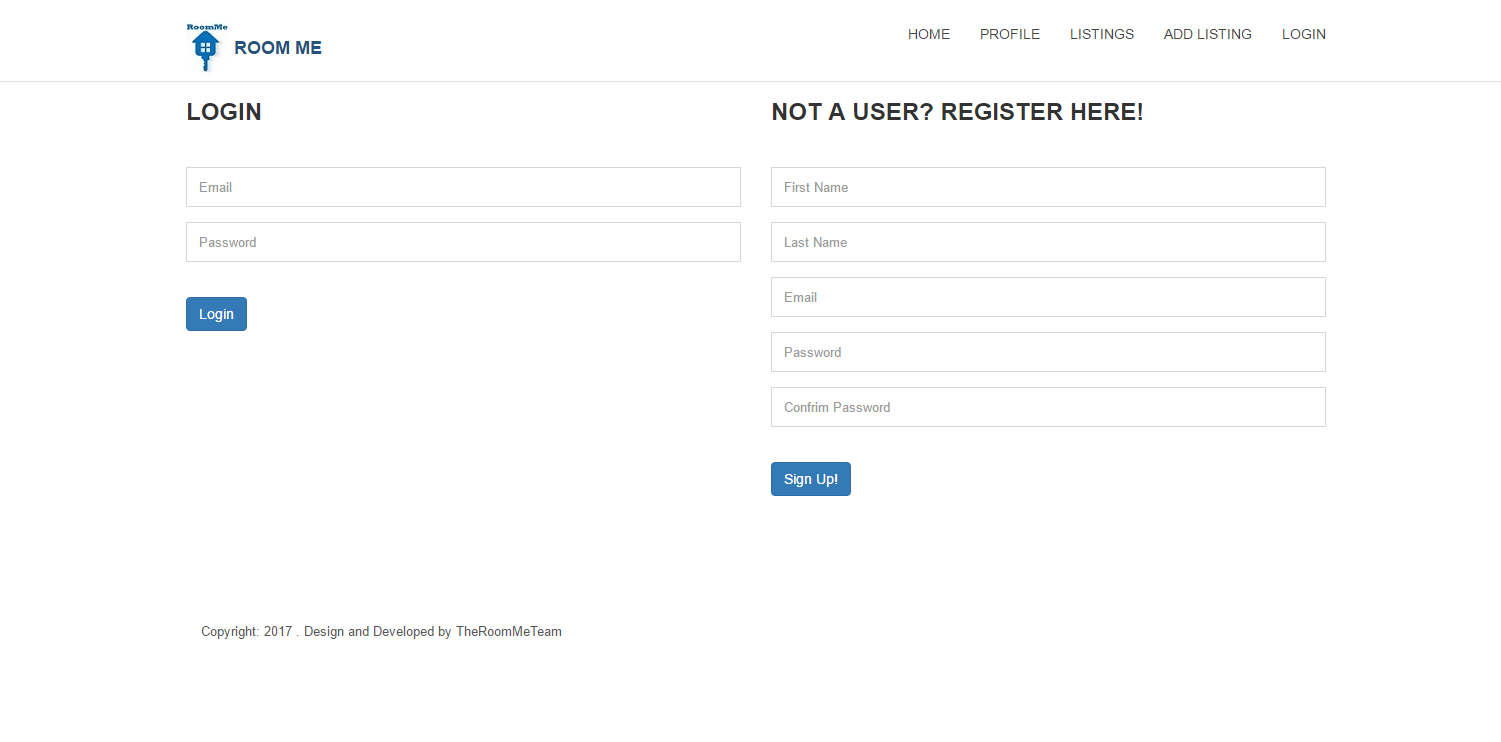 RoomMe
ROOM ME
HOME PROFILE LISTINGS ADD LISTING LOGIN
LOGIN
Email
Password
Login
NOT A USER? REGISTER HERE!
First Name
Last Name
Email
Password
Confrim Password
Sign Up!
Copyright: 2017 . Design and Developed by TheRoomMeTeam